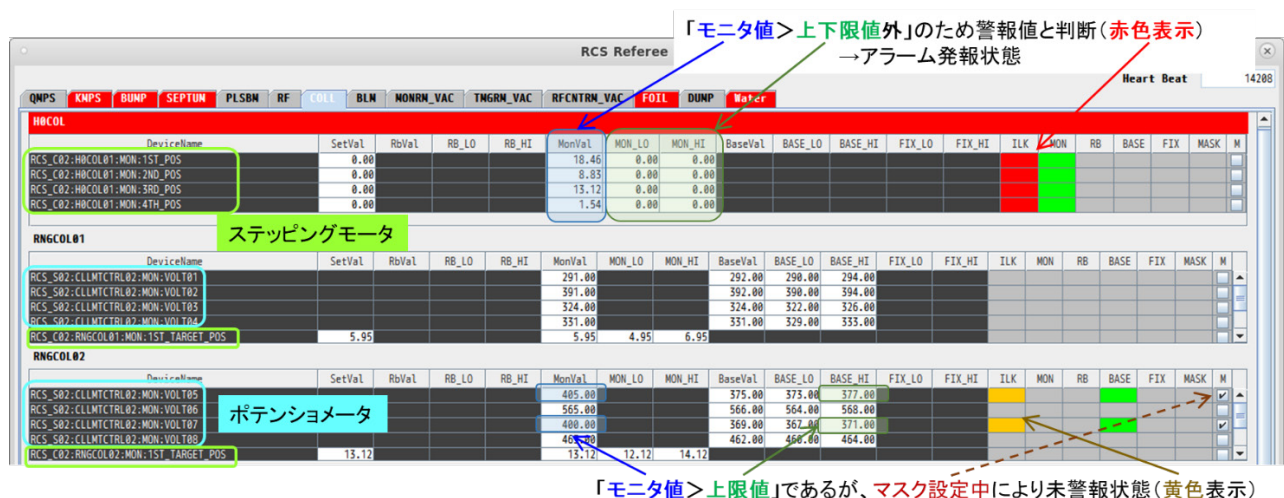 「モニタ値＞上下限値外」のため警報値と判断(赤色表示)
→アラーム発報状態
RCS Referee
Heart Beat 14208
QMPS KMPS BUMP SEPTUM PLSBM RF COLL BLM MONRM_VAC TMGRM_VAC RFCNTRM_VAC FOIL DUMP Water
H0COL
DeviceName SetVal RbVal RB_LO RB_HI MonVal MON_LO MON_HI BaseVal BASE_LO BASE_HI FIX_LO FIX_HI ILK MON RB BASE FIX MASK M
RCS_C02:H0COL01:MON:1ST_POS 0.00 18.46 0.00 0.00
RCS_C02:H0COL01:MON:2ND_POS 0.00 8.83 0.00 0.00
RCS_C02:H0COL01:MON:3RD_POS 0.00 13.12 0.00 0.00
RCS_C02:H0COL01:MON:4TH_POS 0.00 1.54 0.00 0.00
ステッピングモータ
RNGCOL01
DeviceName SetVal RbVal RB_LO RB_HI MonVal MON_LO MON_HI BaseVal BASE_LO BASE_HI FIX_LO FIX_HI ILK MON RB BASE FIX MASK M
RCS_S02:CLLMTCTRL02:MON:VOLT01 291.00 292.00 290.00 294.00
RCS_S02:CLLMTCTRL02:MON:VOLT02 391.00 392.00 390.00 394.00
RCS_S02:CLLMTCTRL02:MON:VOLT03 324.00 324.00 322.00 326.00
RCS_S02:CLLMTCTRL02:MON:VOLT04 331.00 331.00 329.00 333.00
RCS_C02:RNGCOL01:MON:1ST_TARGET_POS 5.95 5.95 4.95 6.95
RNGCOL02
DeviceName SetVal RbVal RB_LO RB_HI MonVal MON_LO MON_HI BaseVal BASE_LO BASE_HI FIX_LO FIX_HI ILK MON RB BASE FIX MASK M
RCS_S02:CLLMTCTRL02:MON:VOLT05 405.00 375.00 373.00 377.00
RCS_S02:CLLMTCTRL02:MON:VOLT06 565.00 566.00 564.00 568.00
RCS_S02:CLLMTCTRL02:MON:VOLT07 400.00 369.00 367.00 371.00
RCS_S02:CLLMTCTRL02:MON:VOLT08 462.00 460.00 464.00
RCS_C02:RNGCOL02:MON:1ST_TARGET_POS 13.12 13.12 12.12 14.12
ポテンショメータ
「モニタ値＞上限値」であるが、マスク設定中により未警報状態(黄色表示)